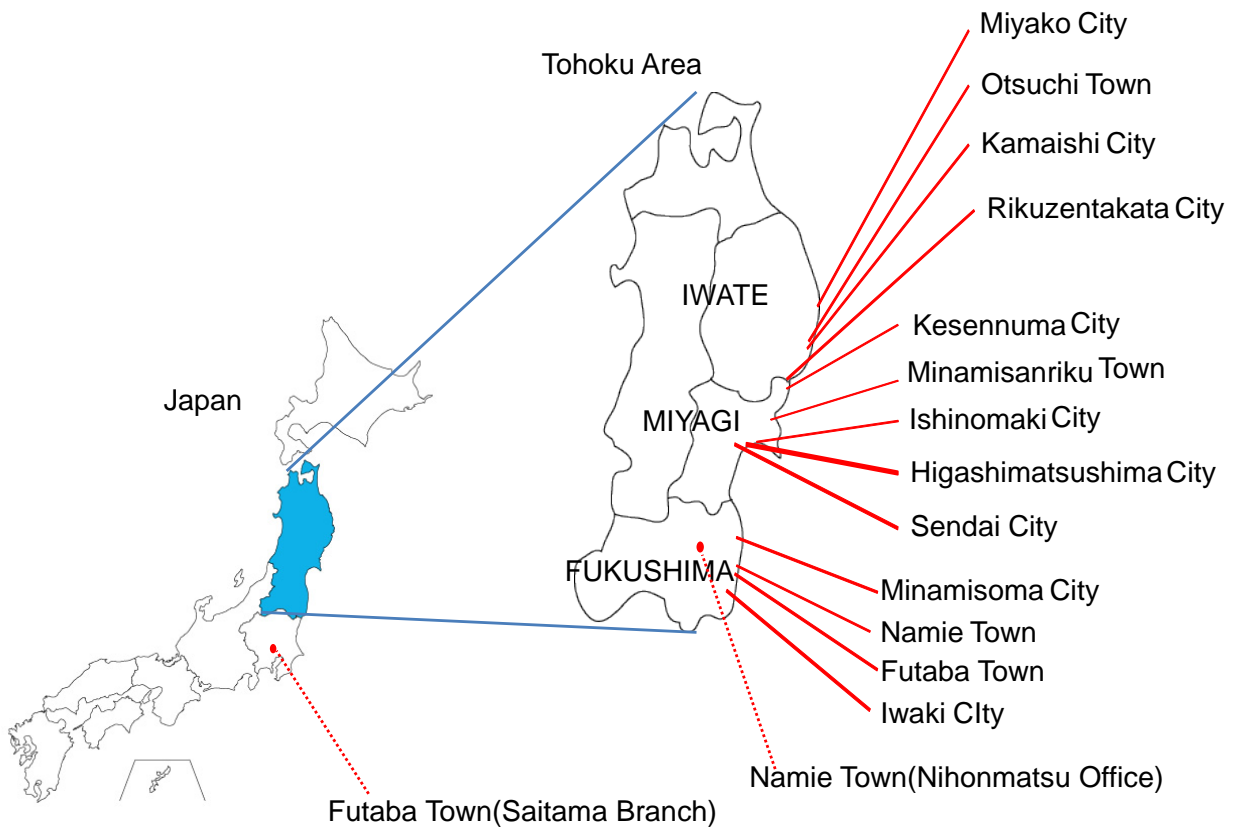 Miyako City
Tohoku Area
Otsuchi Town
Kamaishi City
Rikuzentakata City
IWATE
Kesennuma City
Minamisanriku Town
Japan
MIYAGI
Ishinomaki City
Higashimatsushima City
Sendai City
FUKUSHIMA
Minamisoma City
Namie Town
Futaba Town
Iwaki CIty
Namie Town(Nihonmatsu Office)
Futaba Town(Saitama Branch)